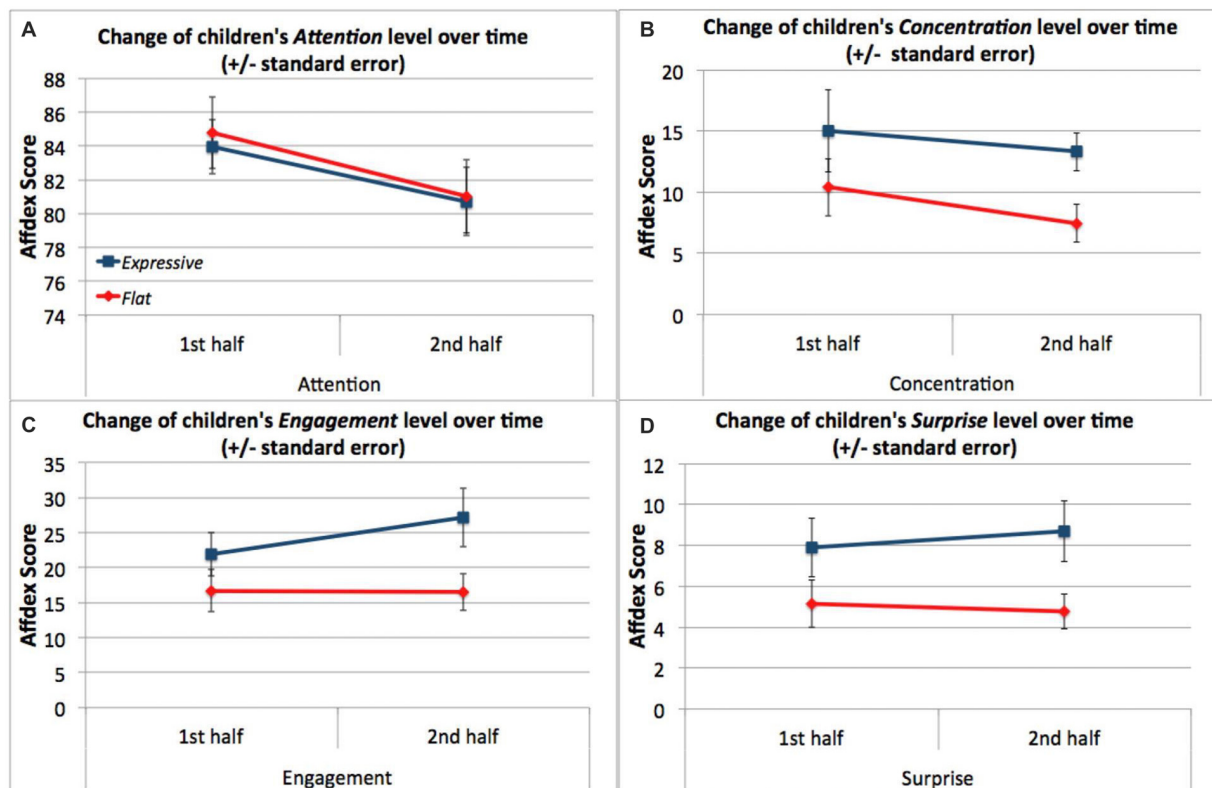 A
Change of children's Attention level over time
(+/- standard error)
Affdex Score
88
86
84
82
80
78
76
74
Expressive
Flat
1st half
2nd half
Attention
B
Change of children's Concentration level over time
(+/- standard error)
Affdex Score
20
15
10
5
0
1st half
2nd half
Concentration
C
Change of children's Engagement level over time
(+/- standard error)
Affdex Score
35
30
25
20
15
10
5
0
1st half
2nd half
Engagement
D
Change of children's Surprise level over time
(+/- standard error)
Affdex Score
12
10
8
6
4
2
0
1st half
2nd half
Surprise